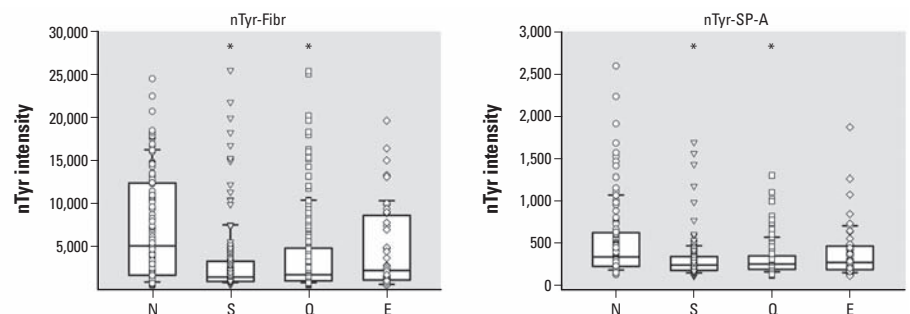 nTyr-Fibr
30,000
25,000
20,000
15,000
10,000
5,000
nTyr intensity
* *
N S O E
nTyr-SP-A
3,000
2,500
2,000
1,500
1,000
500
0
nTyr intensity
* *
N S O E